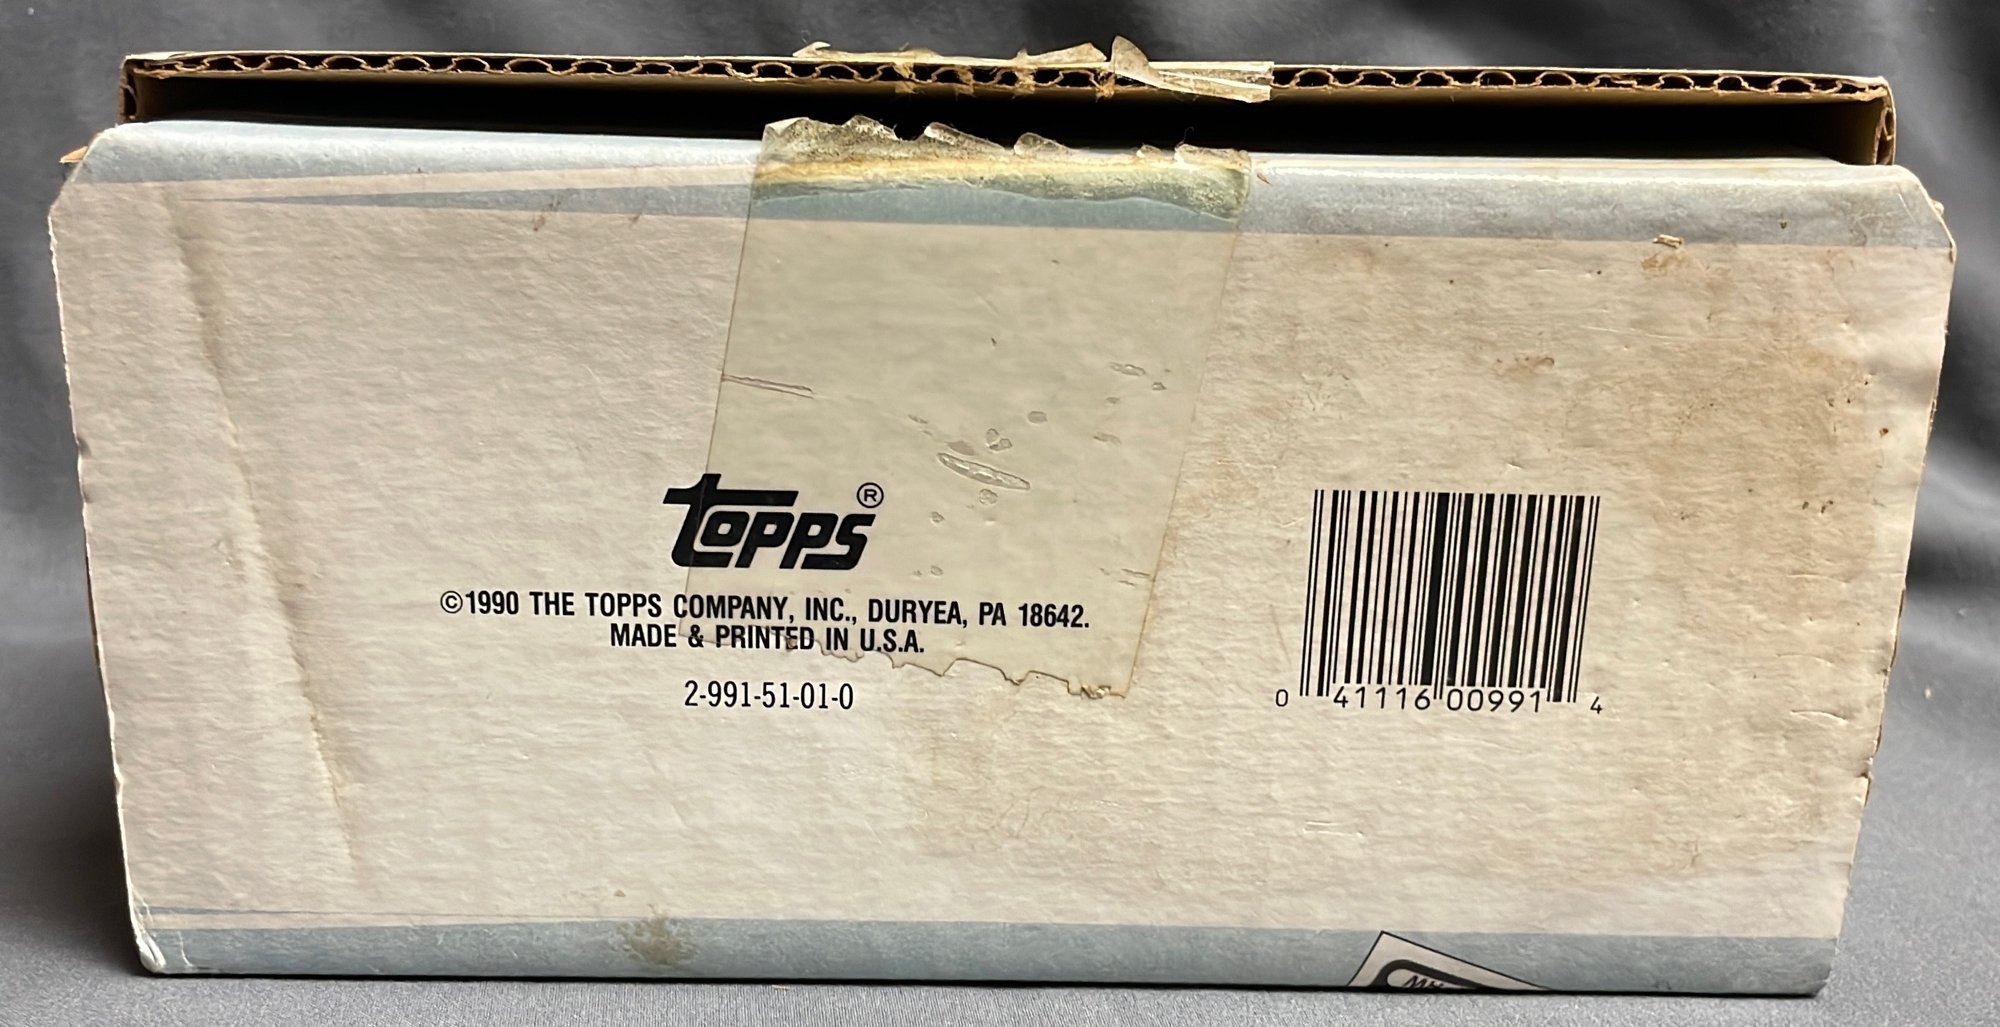 TOPPS®
©1990 THE TOPPS COMPANY, INC., DURYEA, PA 18642.
MADE & PRINTED IN U.S.A.
2-991-51-01-0
0 41116 00991 4